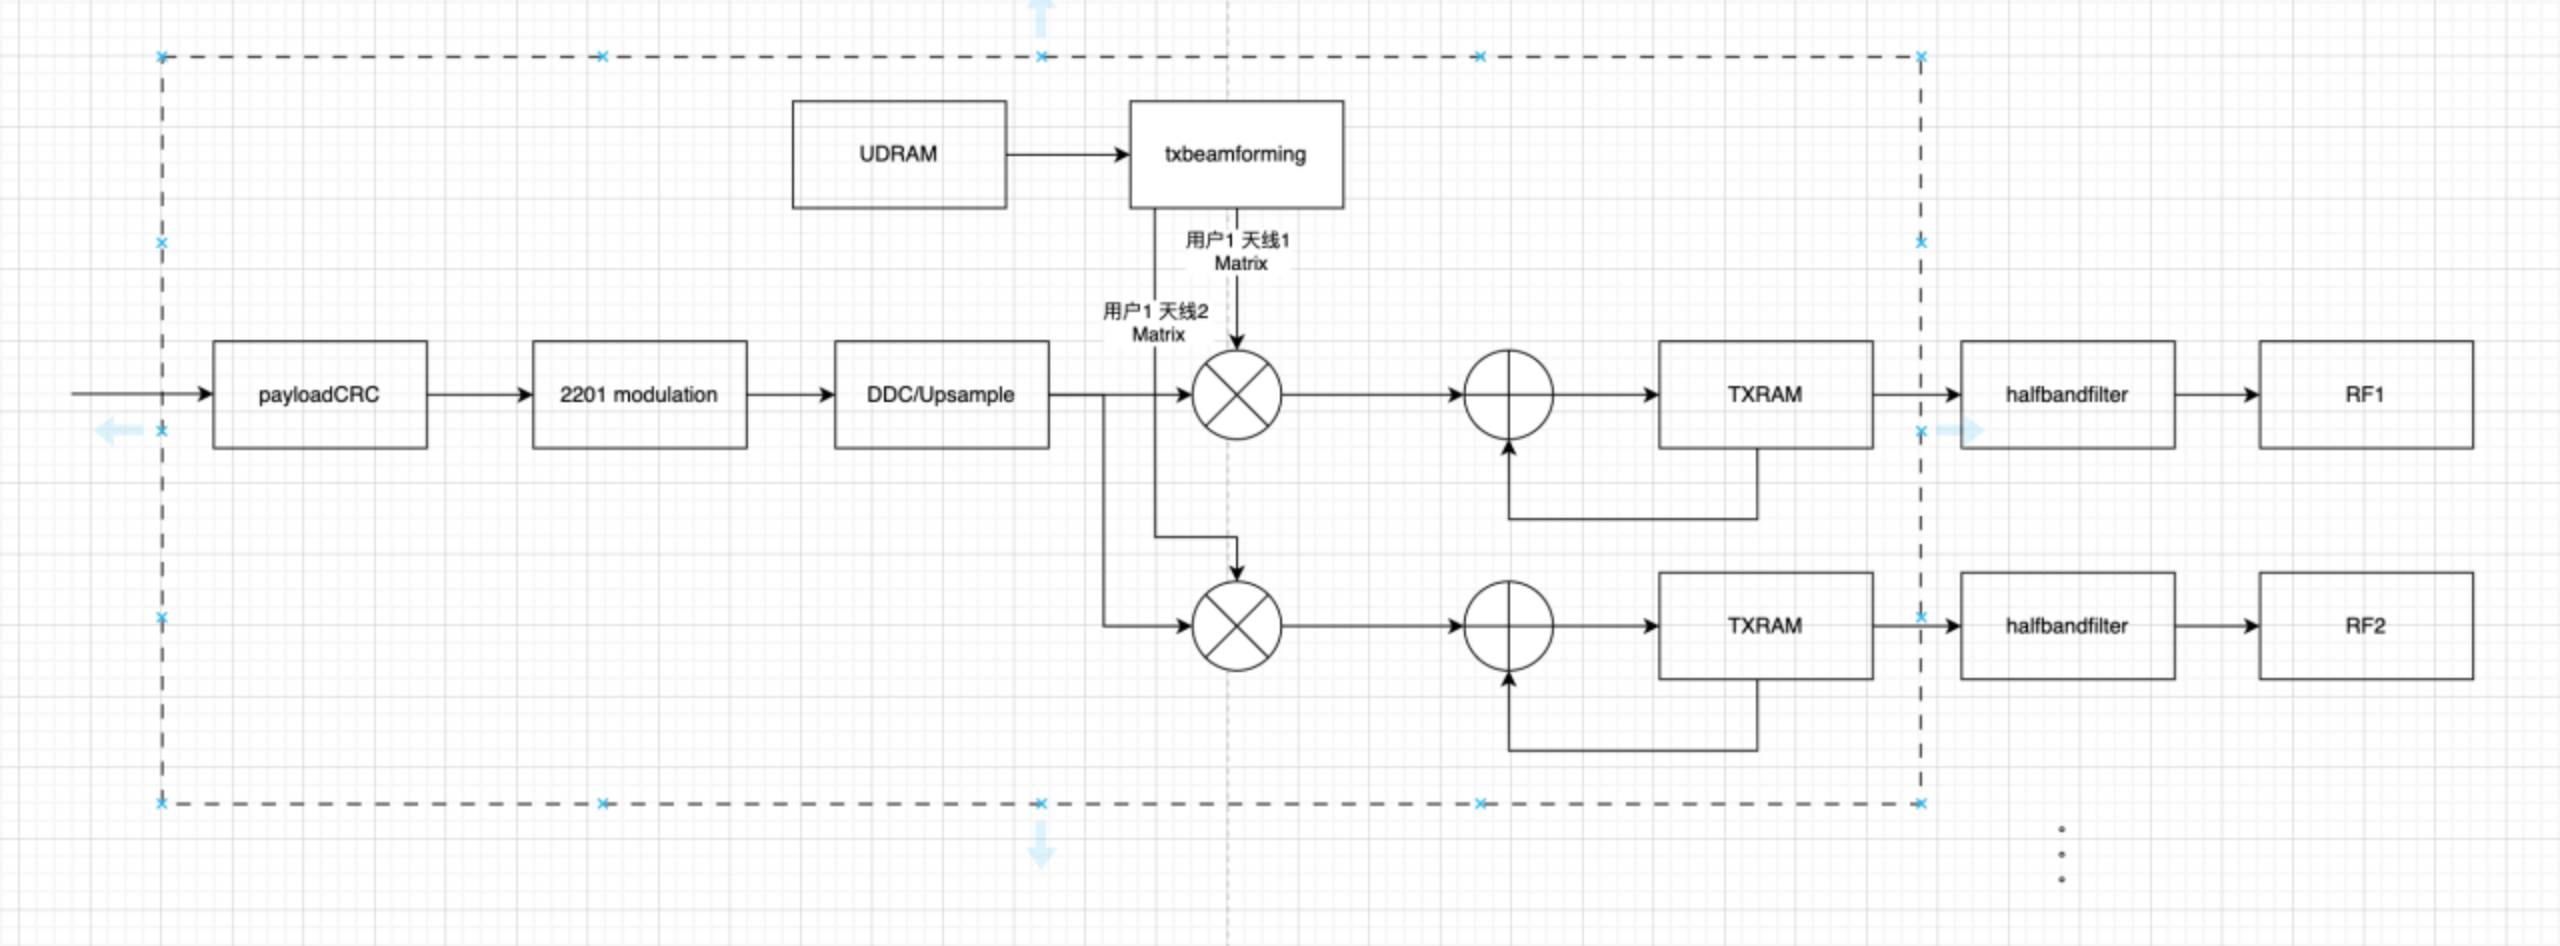 UDRAM
txbeamforming
用户1 天线1
Matrix
用户1 天线2
Matrix
payloadCRC
2201 modulation
DDC/Upsample
TXRAM
halfbandfilter
RF1
TXRAM
halfbandfilter
RF2